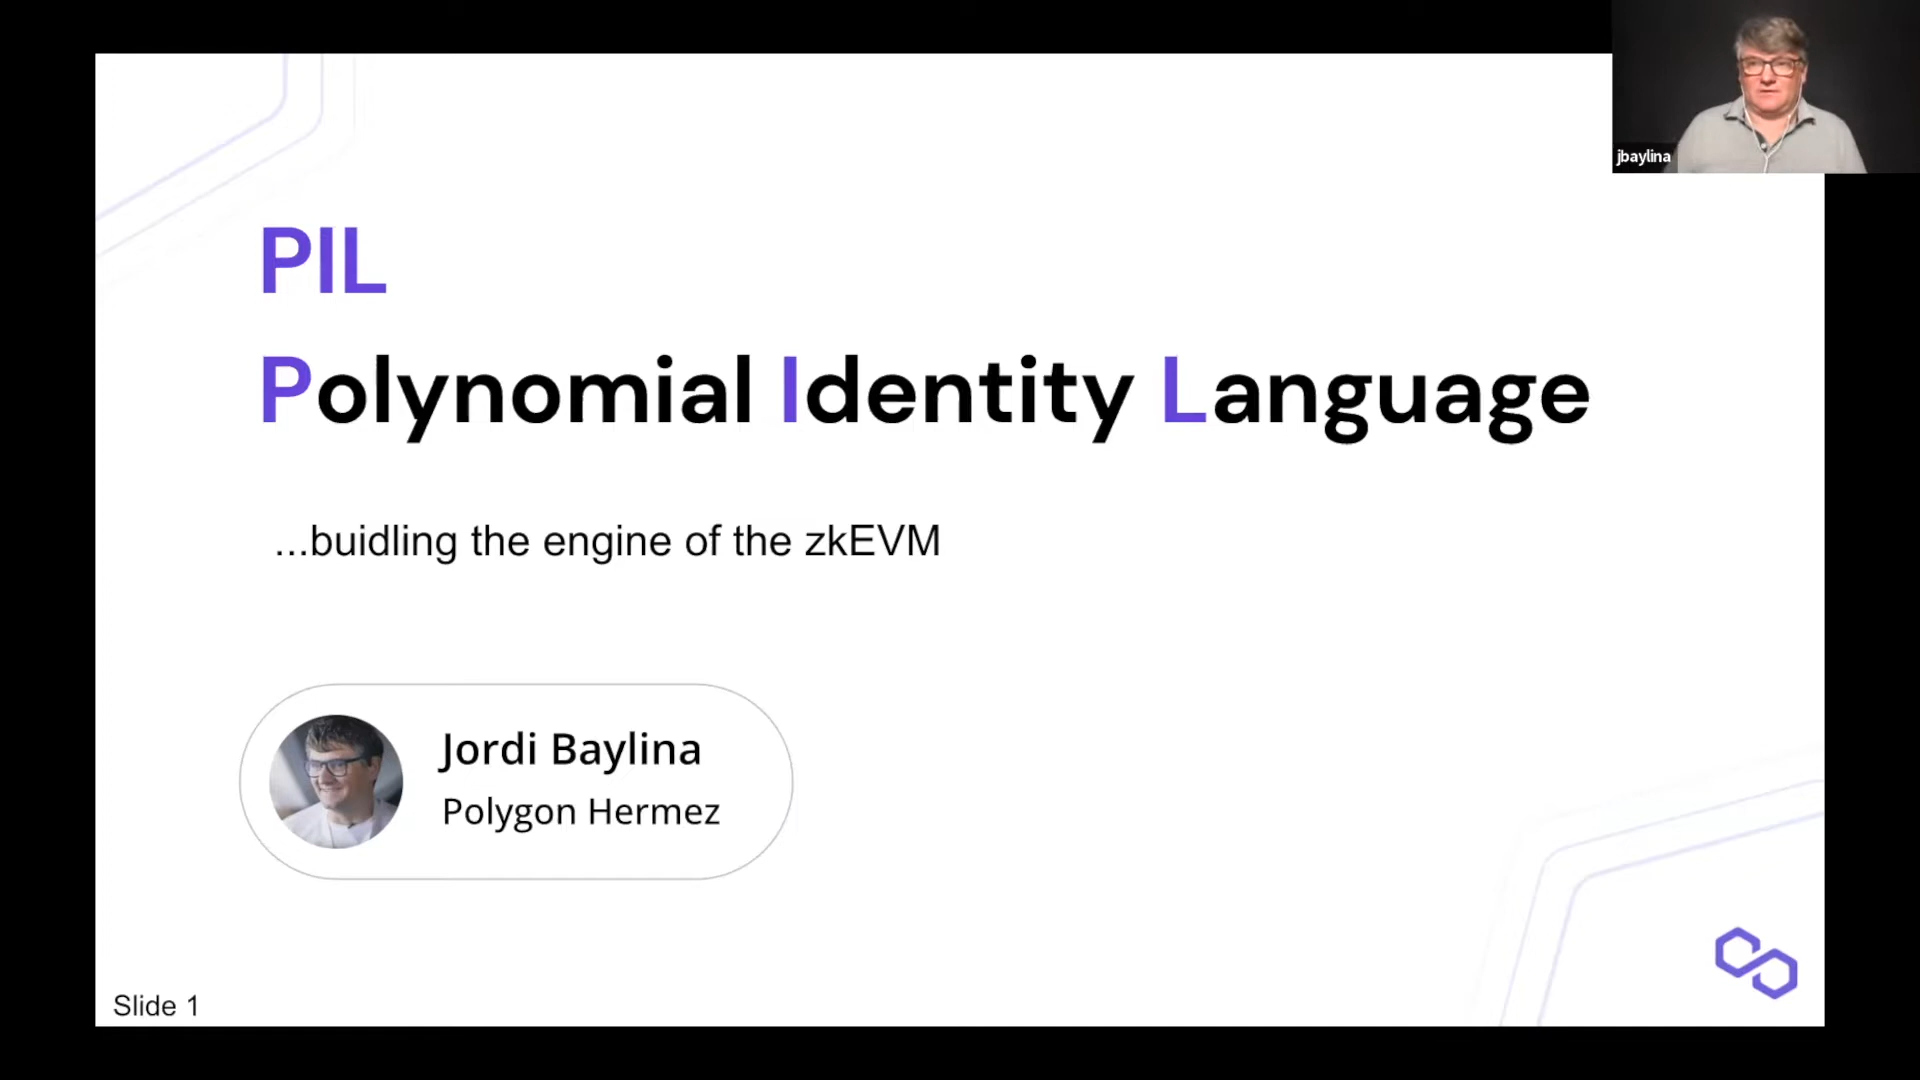 jbaylina
PIL
Polynomial Identity Language
...buidling the engine of the zkEVM
Jordi Baylina
Polygon Hermez
Slide 1